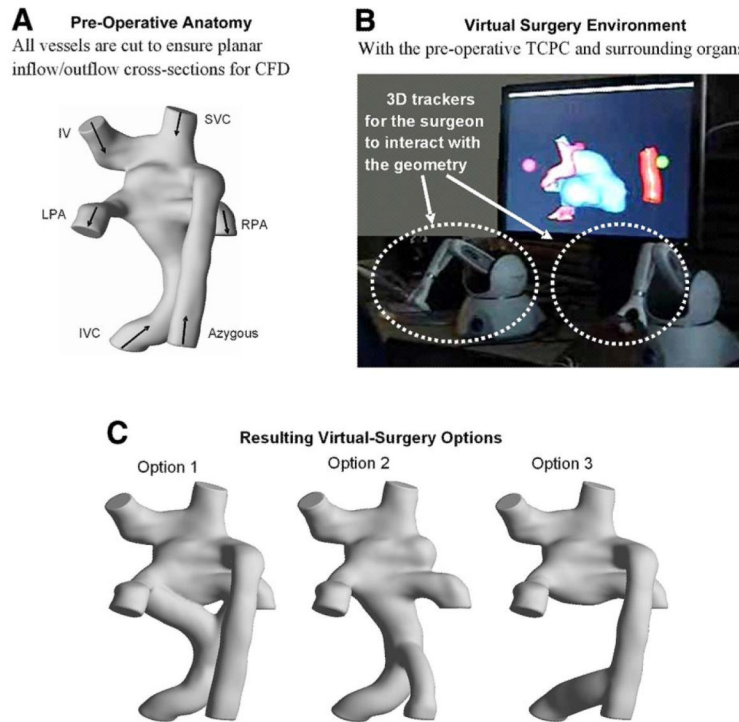 A
Pre-Operative Anatomy
All vessels are cut to ensure planar
inflow/outflow cross-sections for CFD
IV
SVC
LPA
RPA
IVC
Azygous
B
Virtual Surgery Environment
With the pre-operative TCPC and surrounding organs
3D trackers
for the surgeon
to interact with
the geometry
C
Resulting Virtual-Surgery Options
Option 1
Option 2
Option 3